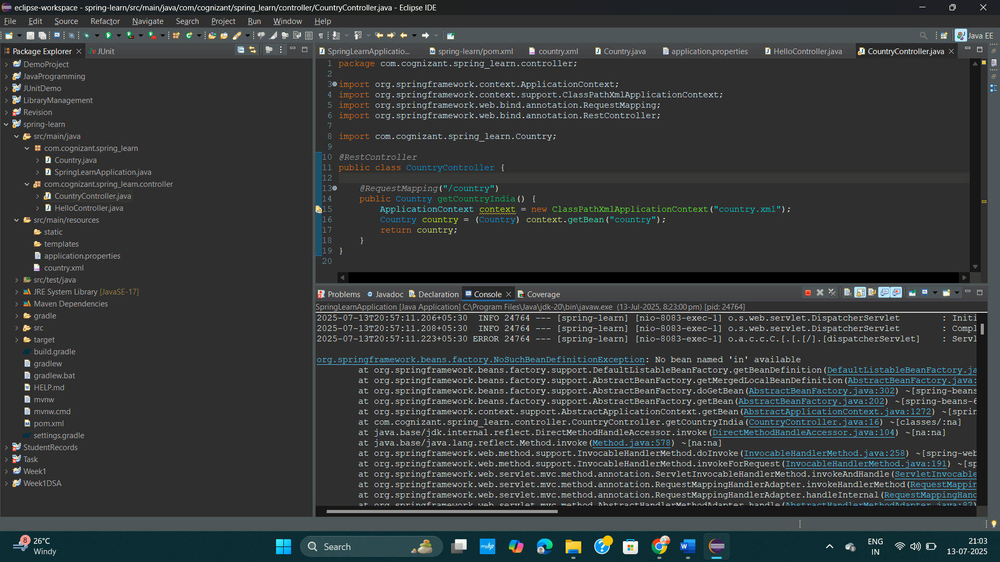 eclipse-workspace - spring-learn/src/main/java/com/cognizant/spring_learn/controller/CountryController.java - Eclipse IDE
File Edit Source Refactor Navigate Search Project Run Window Help
Java EE
Package Explorer
JUnit
DemoProject
JavaProgramming
JUnitDemo
LibraryManagement
Revision
spring-learn
src/main/java
com.cognizant.spring_learn
Country.java
SpringLearnApplication.java
com.cognizant.spring_learn.controller
CountryController.java
HelloController.java
src/main/resources
static
templates
application.properties
country.xml
src/test/java
JRE System Library [JavaSE-17]
Maven Dependencies
gradle
src
target
build.gradle
gradlew
gradlew.bat
HELP.md
mvnw
mvnw.cmd
pom.xml
settings.gradle
StudentRecords
Task
Week1
Week1DSA
SpringLearnApplicatio... spring-learn/pom.xml country.xml Country.java application.properties HelloController.java CountryController.java
1 package com.cognizant.spring_learn.controller;
2
3 import org.springframework.context.ApplicationContext;
4 import org.springframework.context.support.ClassPathXmlApplicationContext;
5 import org.springframework.web.bind.annotation.RequestMapping;
6 import org.springframework.web.bind.annotation.RestController;
7
8 import com.cognizant.spring_learn.Country;
9
10 @RestController
11 public class CountryController {
12
13 @RequestMapping("/country")
14 public Country getCountryIndia() {
15 ApplicationContext context = new ClassPathXmlApplicationContext("country.xml");
16 Country country = (Country) context.getBean("country");
17 return country;
18 }
19 }
20
Problems Javadoc Declaration Console Coverage
SpringLearnApplication [Java Application] C:\Program Files\Java\jdk-20\bin\javaw.exe (13-Jul-2025, 8:23:00 pm) [pid: 24764]
2025-07-13T20:57:11.206+05:30 INFO 24764 --- [spring-learn] [nio-8083-exec-1] o.s.web.servlet.DispatcherServlet : Initi
2025-07-13T20:57:11.208+05:30 INFO 24764 --- [spring-learn] [nio-8083-exec-1] o.s.web.servlet.DispatcherServlet : Compl
2025-07-13T20:57:11.223+05:30 ERROR 24764 --- [spring-learn] [nio-8083-exec-1] o.a.c.c.C.[.[.[/].[dispatcherServlet] : Servl
org.springframework.beans.factory.NoSuchBeanDefinitionException: No bean named 'in' available
at org.springframework.beans.factory.support.DefaultListableBeanFactory.getBeanDefinition(DefaultListableBeanFactory.ja
at org.springframework.beans.factory.support.AbstractBeanFactory.getMergedLocalBeanDefinition(AbstractBeanFactory.java:
at org.springframework.beans.factory.support.AbstractBeanFactory.doGetBean(AbstractBeanFactory.java:302) ~[spring-beans
at org.springframework.beans.factory.support.AbstractBeanFactory.getBean(AbstractBeanFactory.java:202) ~[spring-beans-6
at org.springframework.context.support.AbstractApplicationContext.getBean(AbstractApplicationContext.java:1272) ~[sprin
at com.cognizant.spring_learn.controller.CountryController.getCountryIndia(CountryController.java:16) ~[classes/:na]
at java.base/jdk.internal.reflect.DirectMethodHandleAccessor.invoke(DirectMethodHandleAccessor.java:104) ~[na:na]
at java.base/java.lang.reflect.Method.invoke(Method.java:578) ~[na:na]
at org.springframework.web.method.support.InvocableHandlerMethod.doInvoke(InvocableHandlerMethod.java:258) ~[spring-web
at org.springframework.web.method.support.InvocableHandlerMethod.invokeForRequest(InvocableHandlerMethod.java:191) ~[sp
at org.springframework.web.servlet.mvc.method.annotation.ServletInvocableHandlerMethod.invokeAndHandle(ServletInvocable
at org.springframework.web.servlet.mvc.method.annotation.RequestMappingHandlerAdapter.invokeHandlerMethod(RequestMappin
at org.springframework.web.servlet.mvc.method.annotation.RequestMappingHandlerAdapter.handleInternal(RequestMappingHand
at org.springframework.web.servlet.mvc.method.AbstractHandlerMethodAdapter.handle(AbstractHandlerMethodAdapter.java:87)
8
26°C
Windy
Search
myhp
ENG
IN
21:03
13-07-2025